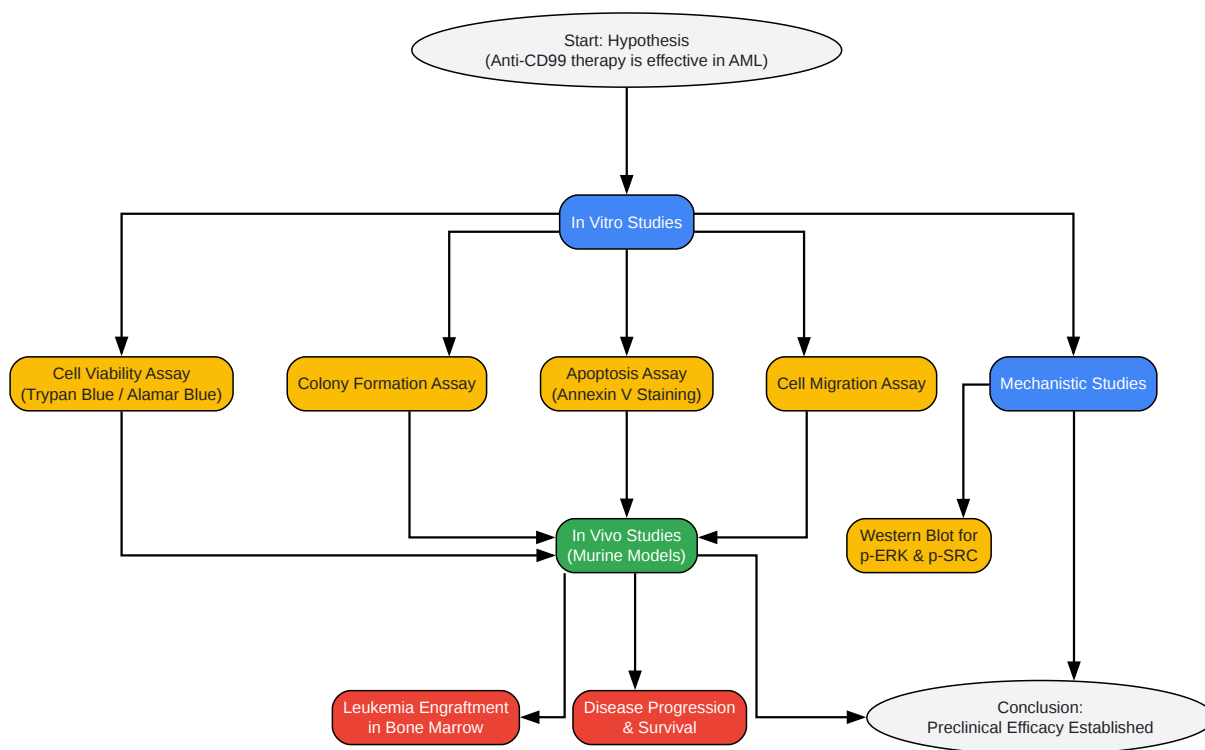 Start: Hypothesis
(Anti-CD99 therapy is effective in AML)
In Vitro Studies
Cell Viability Assay
(Trypan Blue / Alamar Blue)
Colony Formation Assay
Apoptosis Assay
(Annexin V Staining)
Cell Migration Assay
Mechanistic Studies
In Vivo Studies
(Murine Models)
Western Blot for
p-ERK & p-SRC
Leukemia Engraftment
in Bone Marrow
Disease Progression
& Survival
Conclusion:
Preclinical Efficacy Established